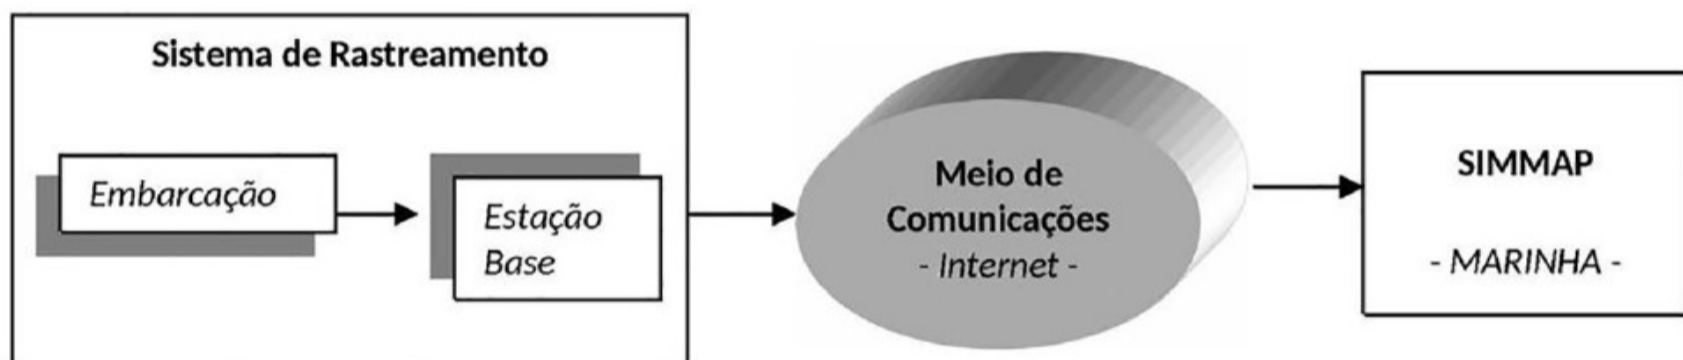 Sistema de Rastreamento
Embarcação
Estação
Base
Meio de
Comunicações
- Internet -
SIMMAP
- MARINHA -